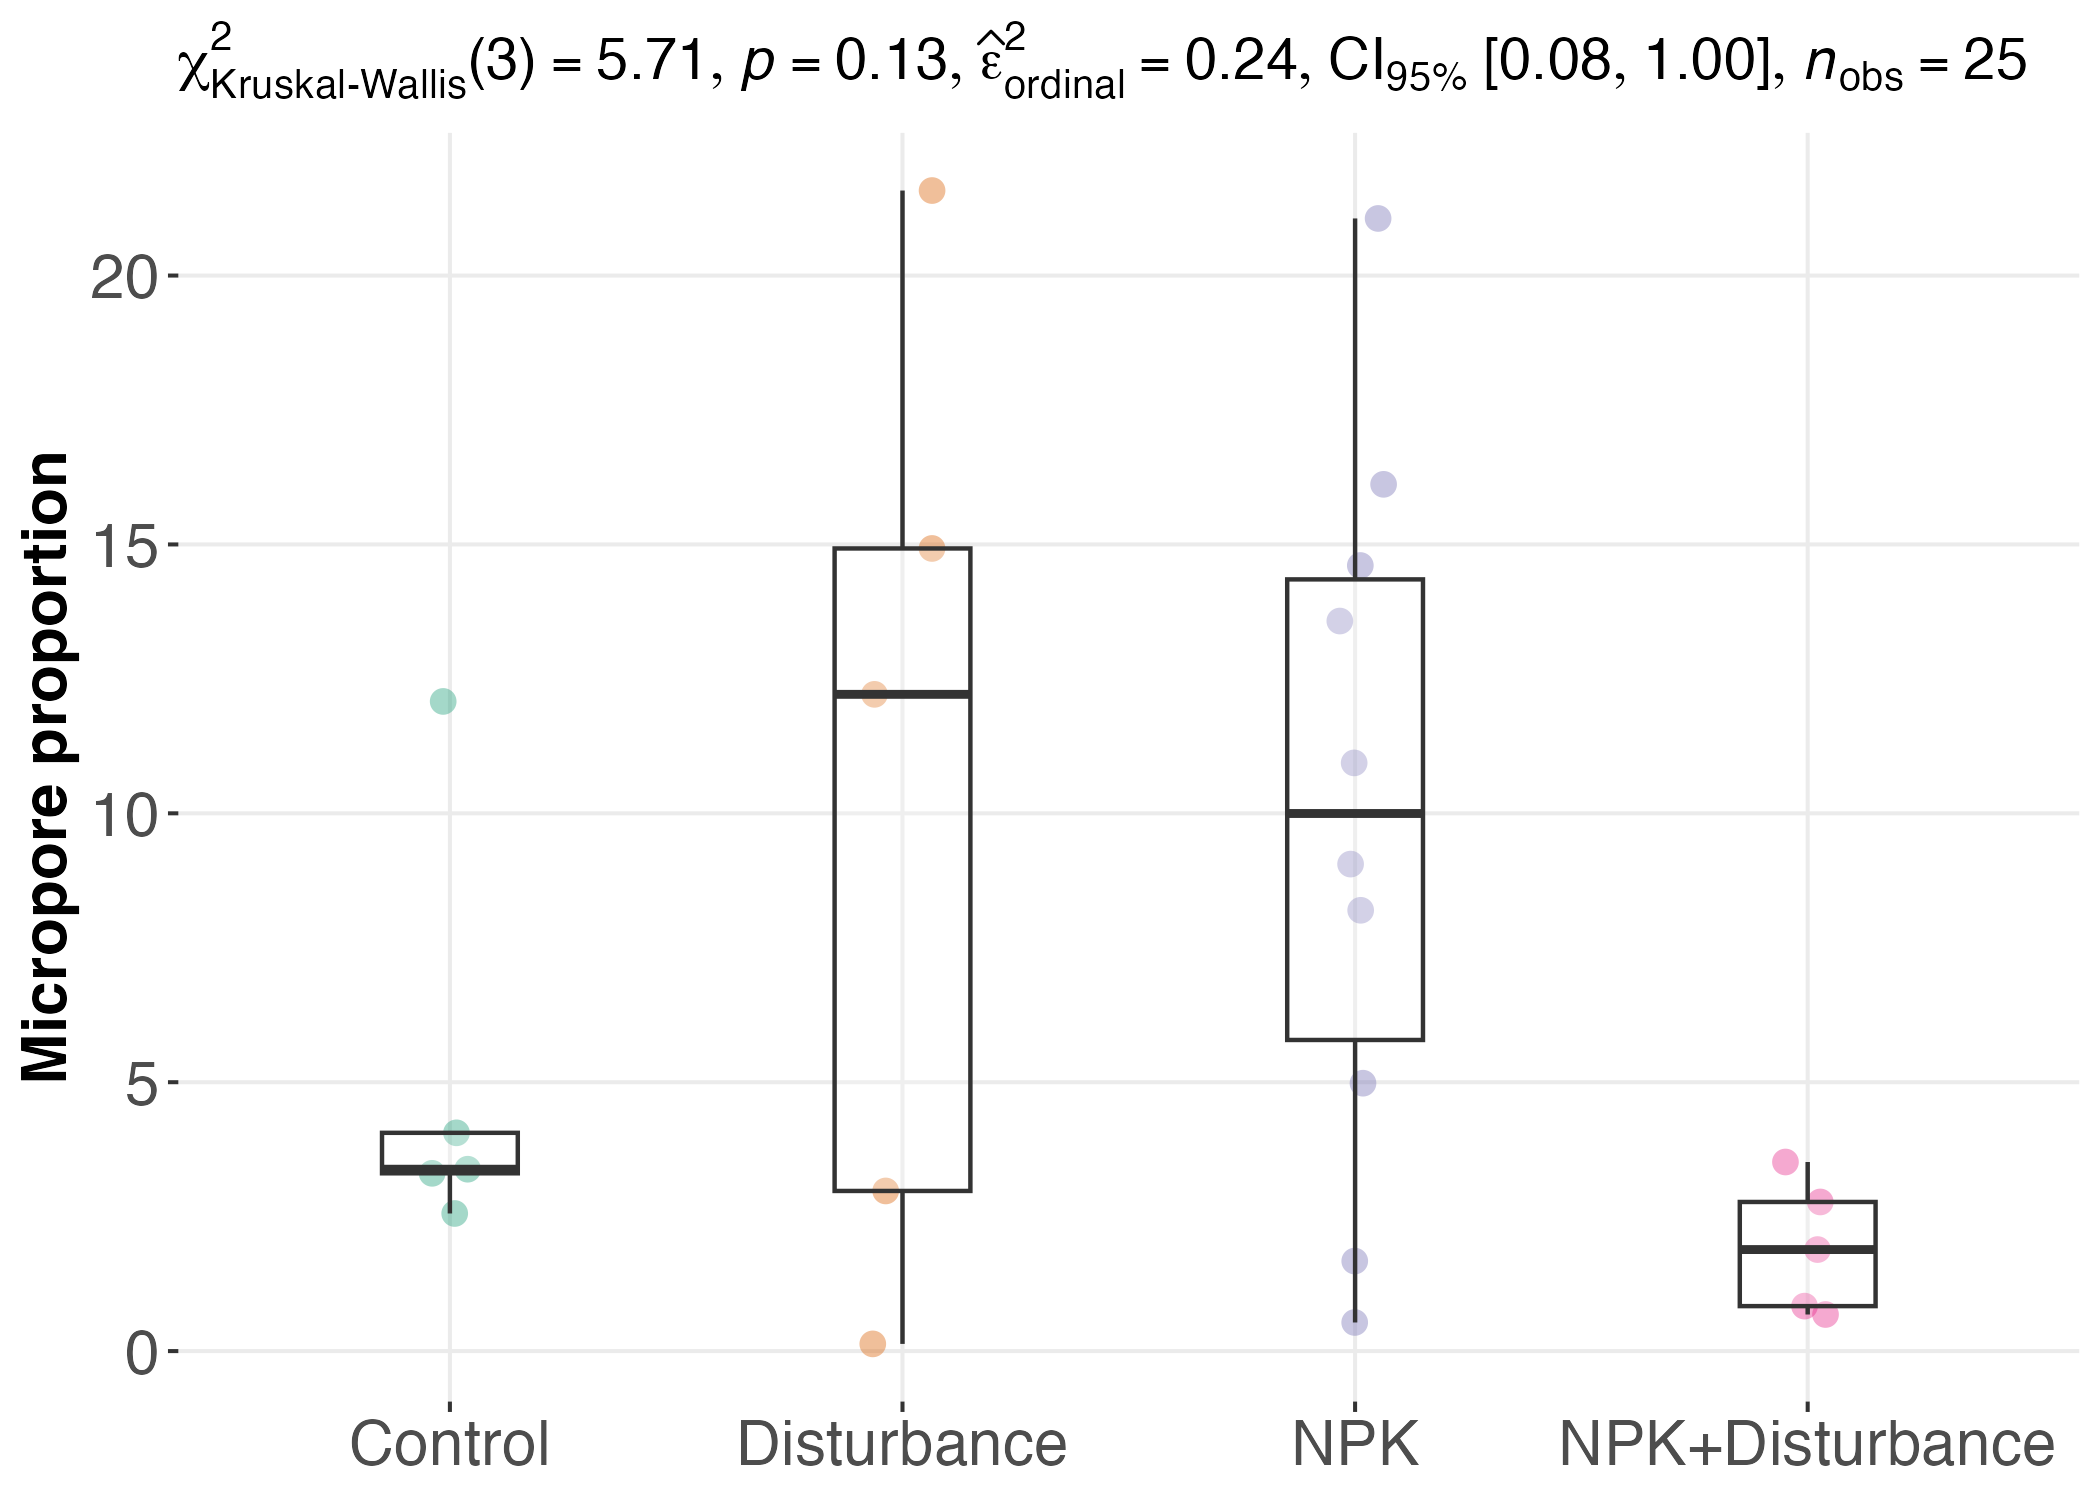 χ²Kruskal-Wallis(3) = 5.71, p = 0.13, ε̂²ordinal = 0.24, CI95% [0.08, 1.00], nobs = 25
Micropore proportion
20
15
10
5
0
Control Disturbance NPK NPK+Disturbance